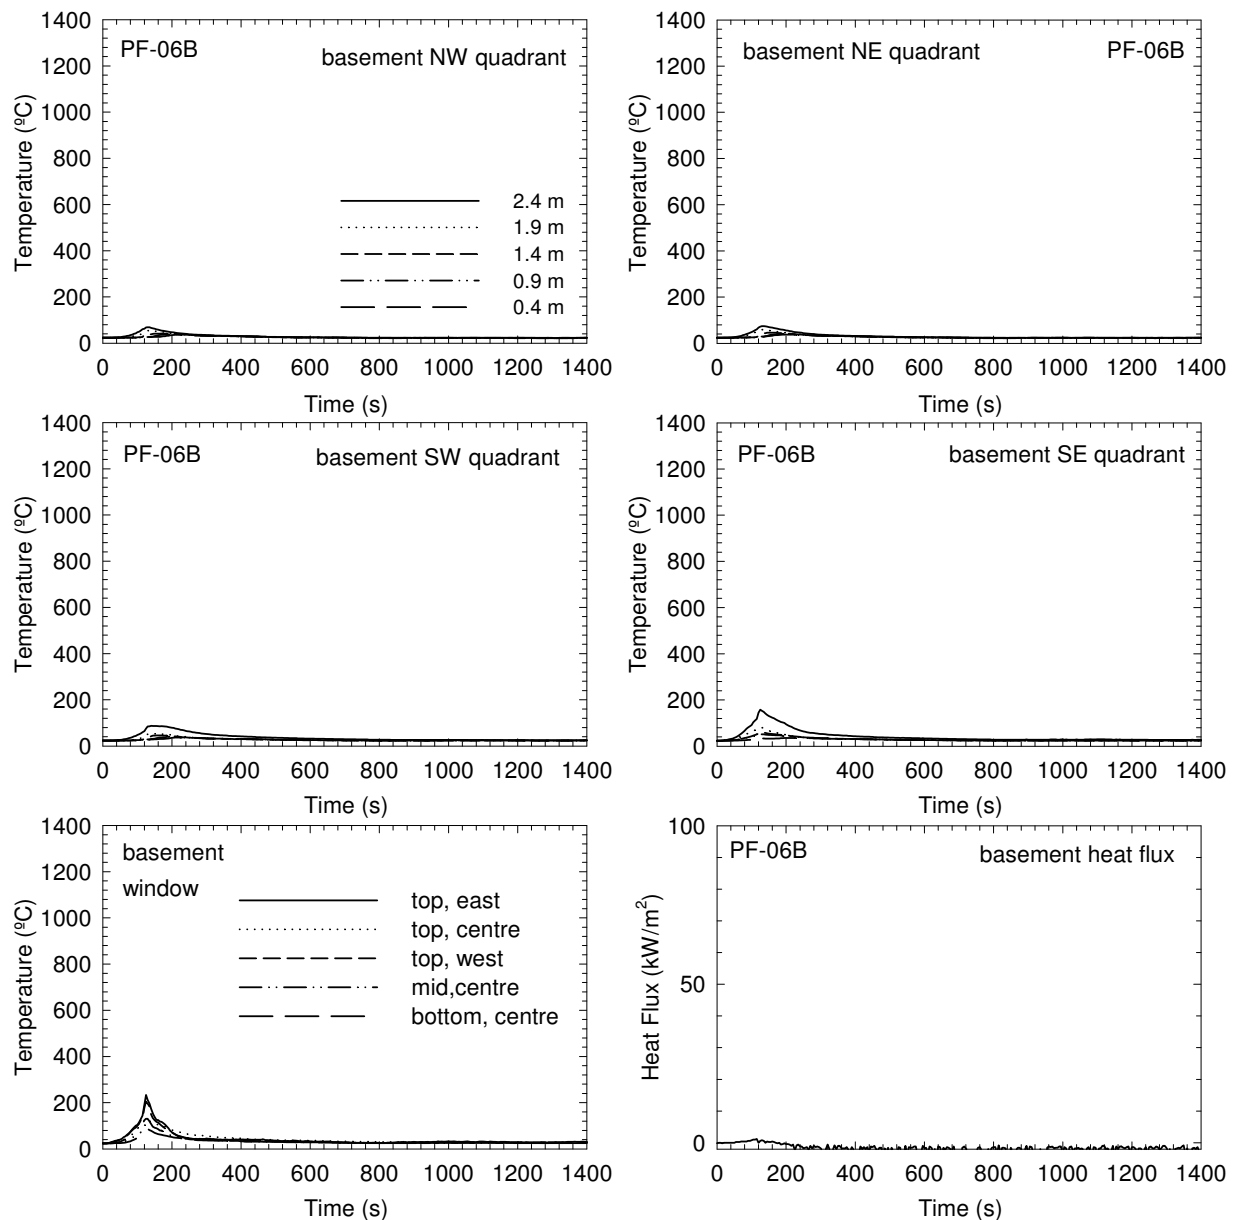 1400
1200
1000
800
600
400
200
0
Temperature (ºC)
PF-06B
basement NW quadrant
2.4 m
1.9 m
1.4 m
0.9 m
0.4 m
0 200 400 600 800 1000 1200 1400
Time (s)
1400
1200
1000
800
600
400
200
0
Temperature (ºC)
basement NE quadrant
PF-06B
0 200 400 600 800 1000 1200 1400
Time (s)
1400
1200
1000
800
600
400
200
0
Temperature (ºC)
PF-06B
basement SW quadrant
0 200 400 600 800 1000 1200 1400
Time (s)
1400
1200
1000
800
600
400
200
0
Temperature (ºC)
PF-06B
basement SE quadrant
0 200 400 600 800 1000 1200 1400
Time (s)
1400
1200
1000
800
600
400
200
0
Temperature (ºC)
basement
window
top, east
top, centre
top, west
mid,centre
bottom, centre
0 200 400 600 800 1000 1200 1400
Time (s)
100
50
0
Heat Flux (kW/m²)
PF-06B
basement heat flux
0 200 400 600 800 1000 1200 1400
Time (s)